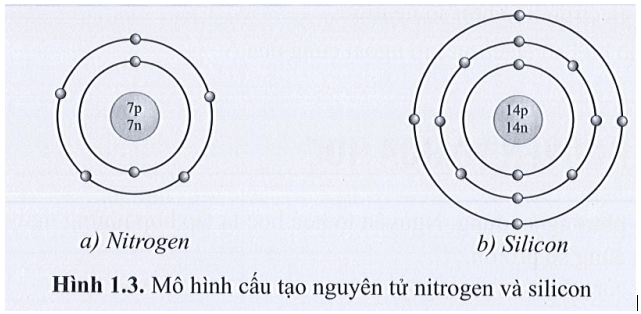 7p
7n
14p
14n
a) Nitrogen
b) Silicon
Hình 1.3. Mô hình cấu tạo nguyên tử nitrogen và silicon